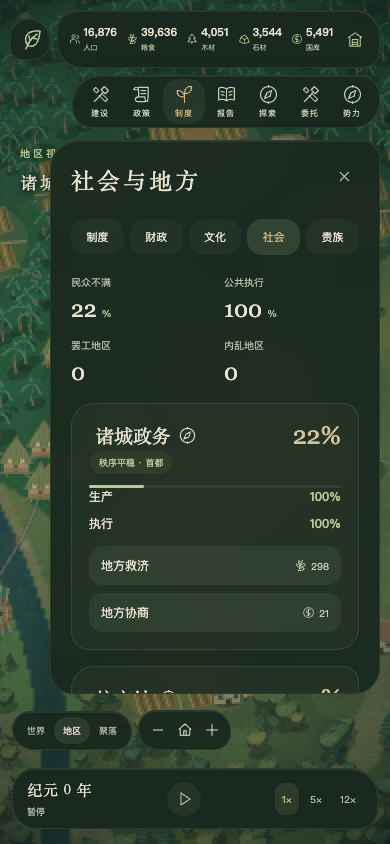 16,876 39,636 4,051 3,544 5,491
人口 粮食 木材 石材 国库
建设 政策 制度 报告 探索 委托 势力
地区视
诸城
社会与地方
制度 财政 文化 社会 贵族
民众不满 公共执行
22 % 100 %
罢工地区 内乱地区
0 0
诸城政务 22%
秩序平稳 · 首都
生产 100%
执行 100%
地方救济 298
地方协商 21
%
世界 地区 聚落
纪元 0 年
暂停
1× 5× 12×